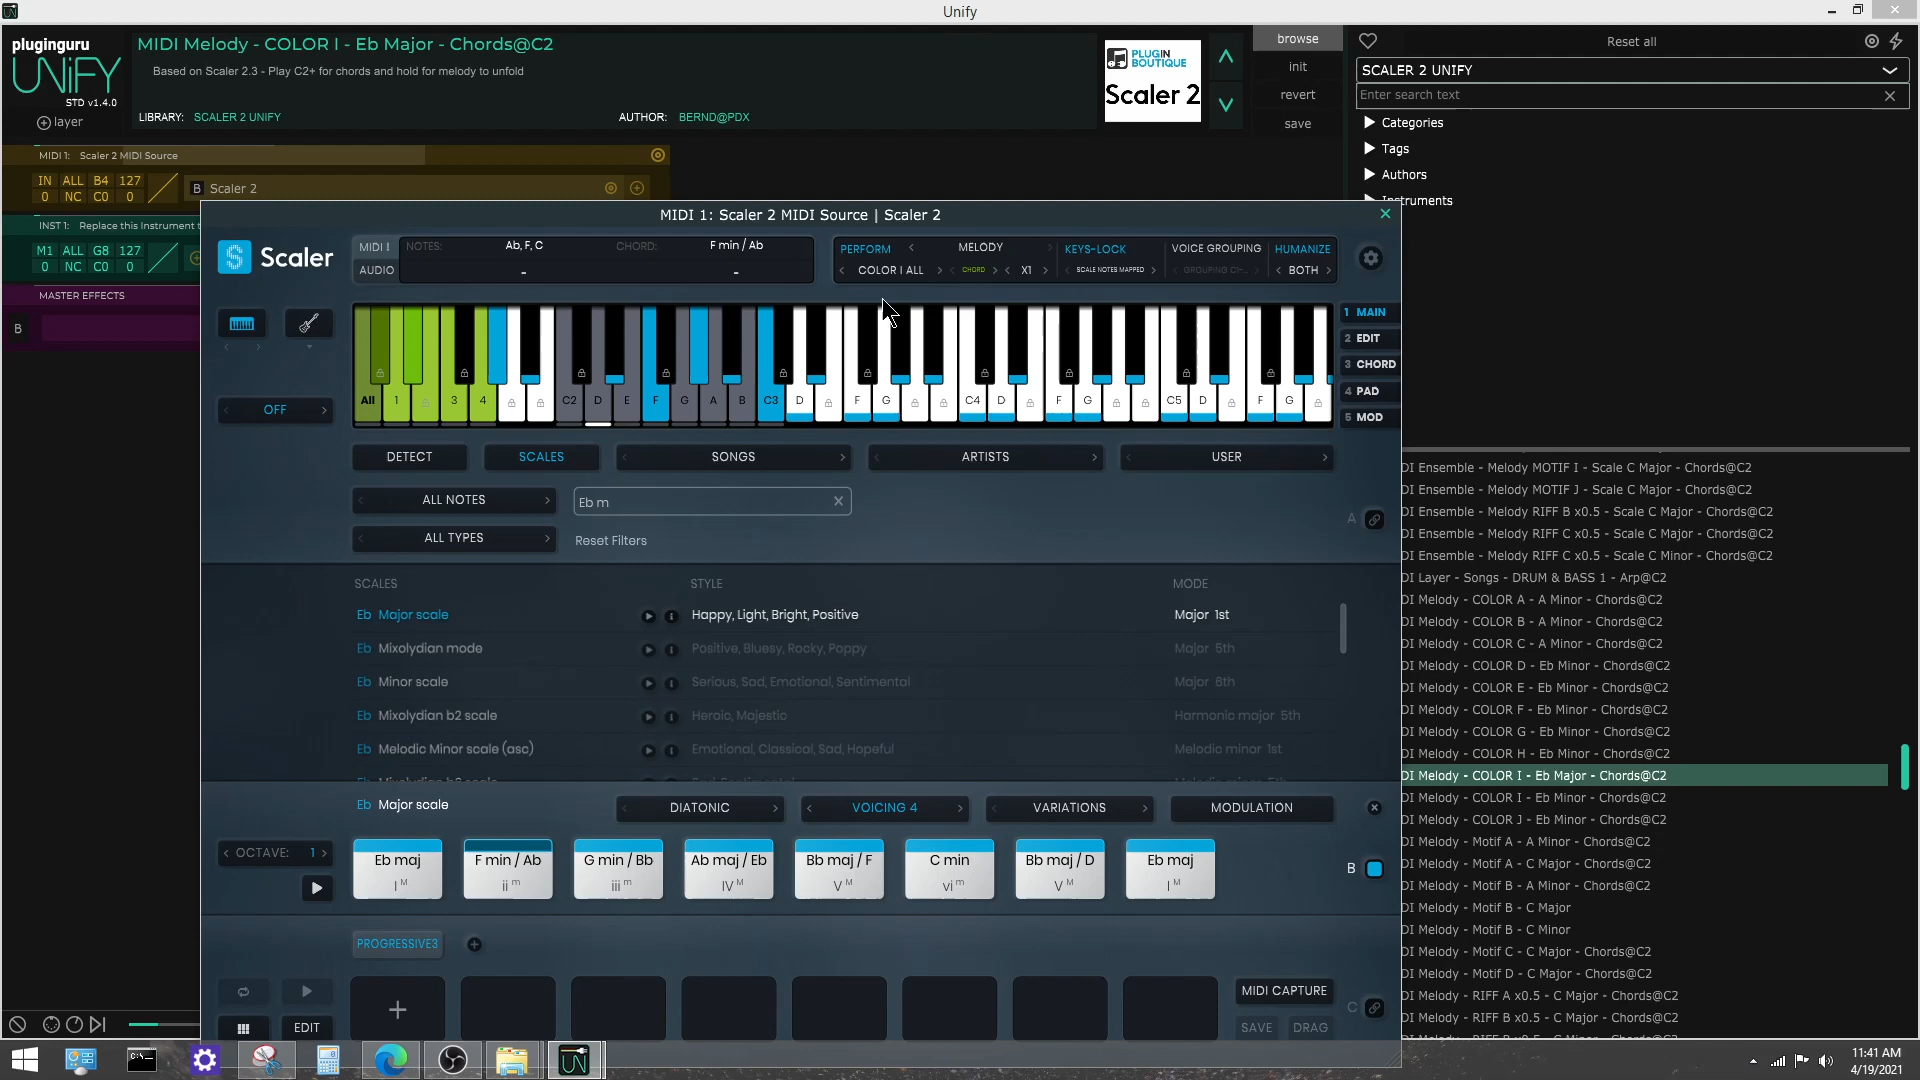 Unify
pluginguru
UNIFY
STD v1.4.0
layer
MIDI Melody - COLOR I - Eb Major - Chords@C2
Based on Scaler 2.3 - Play C2+ for chords and hold for melody to unfold
LIBRARY: SCALER 2 UNIFY
AUTHOR: BERND@PDX
PLUGIN BOUTIQUE
Scaler 2
browse
init
revert
save
Reset all
SCALER 2 UNIFY
Enter search text
Categories
Tags
Authors
Instruments
MIDI 1: Scaler 2 MIDI Source
IN ALL B4 127
0 NC C0 0
B Scaler 2
INST 1: Replace this Instrument t
M1 ALL G8 127
0 NC C0 0
MASTER EFFECTS
B
MIDI 1: Scaler 2 MIDI Source | Scaler 2
Scaler
MIDI
AUDIO
NOTES: Ab, F, C
CHORD: F min / Ab
- -
PERFORM < MELODY >
COLOR I ALL
CHORD
X1
KEYS-LOCK
SCALE NOTES MAPPED
VOICE GROUPING
GROUPING C1-...
HUMANIZE
BOTH
All 1 3 4 C2 D E F G A B C3 D F G C4 D F G C5 D F G
1 MAIN
2 EDIT
3 CHORD
4 PAD
5 MOD
OFF
DETECT
SCALES
SONGS
ARTISTS
USER
ALL NOTES
Eb m
ALL TYPES
Reset Filters
A
SCALES STYLE MODE
Eb Major scale Happy, Light, Bright, Positive Major 1st
Eb Mixolydian mode Positive, Bluesy, Rocky, Poppy Major 5th
Eb Minor scale Serious, Sad, Emotional, Sentimental Major 6th
Eb Mixolydian b2 scale Heroic, Majestic Harmonic major 5th
Eb Melodic Minor scale (asc) Emotional, Classical, Sad, Hopeful Melodic minor 1st
Eb Major scale
DIATONIC
VOICING 4
VARIATIONS
MODULATION
OCTAVE: 1
Eb maj
I M
F min / Ab
ii m
G min / Bb
iii m
Ab maj / Eb
IV M
Bb maj / F
V M
C min
vi m
Bb maj / D
V M
Eb maj
I M
B
PROGRESSIVE3
EDIT
MIDI CAPTURE
SAVE
DRAG
C
DI Ensemble - Melody MOTIF I - Scale C Major - Chords@C2
DI Ensemble - Melody MOTIF J - Scale C Major - Chords@C2
DI Ensemble - Melody RIFF B x0.5 - Scale C Major - Chords@C2
DI Ensemble - Melody RIFF C x0.5 - Scale C Major - Chords@C2
DI Ensemble - Melody RIFF C x0.5 - Scale C Minor - Chords@C2
DI Layer - Songs - DRUM & BASS 1 - Arp@C2
DI Melody - COLOR A - A Minor - Chords@C2
DI Melody - COLOR B - A Minor - Chords@C2
DI Melody - COLOR C - A Minor - Chords@C2
DI Melody - COLOR D - Eb Minor - Chords@C2
DI Melody - COLOR E - Eb Minor - Chords@C2
DI Melody - COLOR F - Eb Minor - Chords@C2
DI Melody - COLOR G - Eb Minor - Chords@C2
DI Melody - COLOR H - Eb Minor - Chords@C2
DI Melody - COLOR I - Eb Major - Chords@C2
DI Melody - COLOR I - Eb Minor - Chords@C2
DI Melody - COLOR J - Eb Minor - Chords@C2
DI Melody - Motif A - A Minor - Chords@C2
DI Melody - Motif A - C Major - Chords@C2
DI Melody - Motif B - A Minor - Chords@C2
DI Melody - Motif B - C Major
DI Melody - Motif B - C Minor
DI Melody - Motif C - C Major - Chords@C2
DI Melody - Motif D - C Major - Chords@C2
DI Melody - RIFF A x0.5 - C Major - Chords@C2
DI Melody - RIFF B x0.5 - C Major - Chords@C2
11:41 AM
4/19/2021